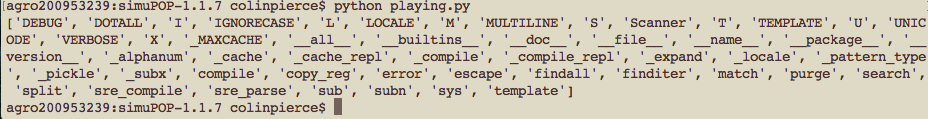 [agro200953239:simuPOP-1.1.7 colinpierce$ python playing.py
['DEBUG', 'DOTALL', 'I', 'IGNORECASE', 'L', 'LOCALE', 'M', 'MULTILINE', 'S', 'Scanner', 'T', 'TEMPLATE', 'U', 'UNIC
ODE', 'VERBOSE', 'X', '_MAXCACHE', '__all__', '__builtins__', '__doc__', '__file__', '__name__', '__package__', '__
version__', '_alphanum', '_cache', '_cache_repl', '_compile', '_compile_repl', '_expand', '_locale', '_pattern_type
', '_pickle', '_subx', 'compile', 'copy_reg', 'error', 'escape', 'findall', 'finditer', 'match', 'purge', 'search',
 'split', 'sre_compile', 'sre_parse', 'sub', 'subn', 'sys', 'template']
agro200953239:simuPOP-1.1.7 colinpierce$